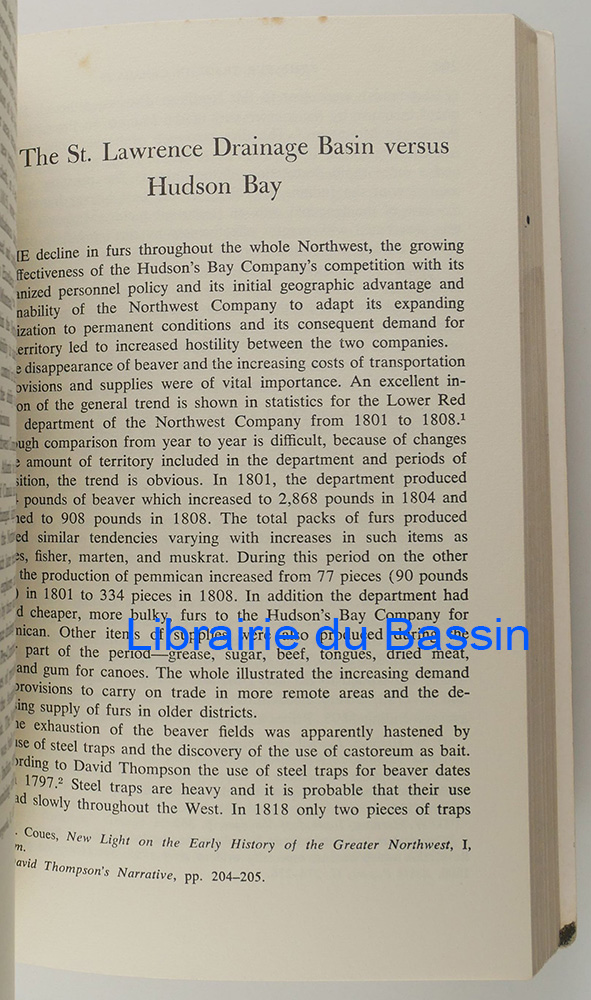 The St. Lawrence Drainage Basin versus
Hudson Bay
decline in furs throughout the whole Northwest, the growing
of the Hudson's Bay Company's competition with its
personnel policy and its initial geographic advantage and
of the Northwest Company to adapt its expanding
to permanent conditions and its consequent demand for
territory led to increased hostility between the two companies.
disappearance of beaver and the increasing costs of transportation
and supplies were of vital importance. An excellent in-
of the general trend is shown in statistics for the Lower Red
department of the Northwest Company from 1801 to 1808.¹
comparison from year to year is difficult, because of changes
amount of territory included in the department and periods of
the trend is obvious. In 1801, the department produced
pounds of beaver which increased to 2,868 pounds in 1804 and
to 908 pounds in 1808. The total packs of furs produced
similar tendencies varying with increases in such items as
fisher, marten, and muskrat. During this period on the other
the production of pemmican increased from 77 pieces (90 pounds
) in 1801 to 334 pieces in 1808. In addition the department had
cheaper, more bulky, furs to the Hudson's Bay Company for
Other items of supplies were also produced during the
Librairie du Bassin
part of the period—grease, sugar, beef, tongues, dried meat,
and gum for canoes. The whole illustrated the increasing demand
provisions to carry on trade in more remote areas and the de-
supply of furs in older districts.
exhaustion of the beaver fields was apparently hastened by
use of steel traps and the discovery of the use of castoreum as bait.
to David Thompson the use of steel traps for beaver dates
1797.² Steel traps are heavy and it is probable that their use
slowly throughout the West. In 1818 only two pieces of traps
. Coues, New Light on the Early History of the Greater Northwest, I,
Thompson's Narrative, pp. 204–205.